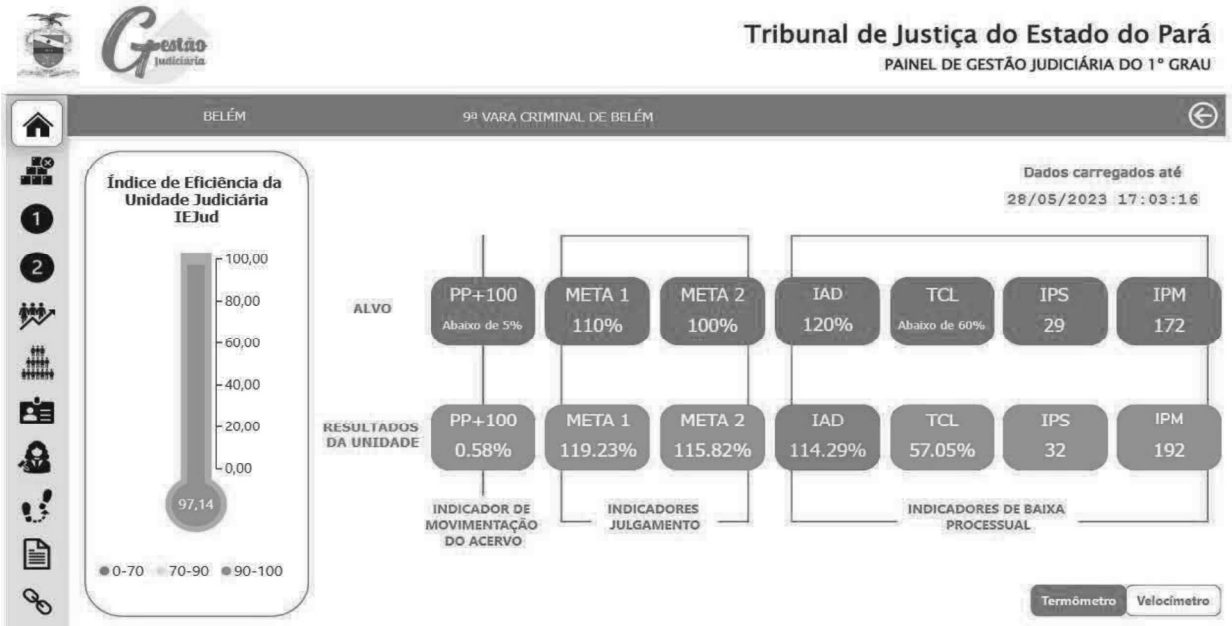 Gestão
Judiciária
Tribunal de Justiça do Estado do Pará
PAINEL DE GESTÃO JUDICIÁRIA DO 1º GRAU
BELÉM
9ª VARA CRIMINAL DE BELÉM
Índice de Eficiência da
Unidade Judiciária
IEJud
100,00
80,00
60,00
40,00
20,00
0,00
97,14
0-70 70-90 90-100
Dados carregados até
28/05/2023 17:03:16
1
2
ALVO
PP+100
Abaixo de 5%
META 1
110%
META 2
100%
IAD
120%
TCL
Abaixo de 60%
IPS
29
IPM
172
RESULTADOS
DA UNIDADE
PP+100
0.58%
META 1
119.23%
META 2
115.82%
IAD
114.29%
TCL
57.05%
IPS
32
IPM
192
INDICADOR DE
MOVIMENTAÇÃO
DO ACERVO
INDICADORES
JULGAMENTO
INDICADORES DE BAIXA
PROCESSUAL
Termômetro
Velocímetro